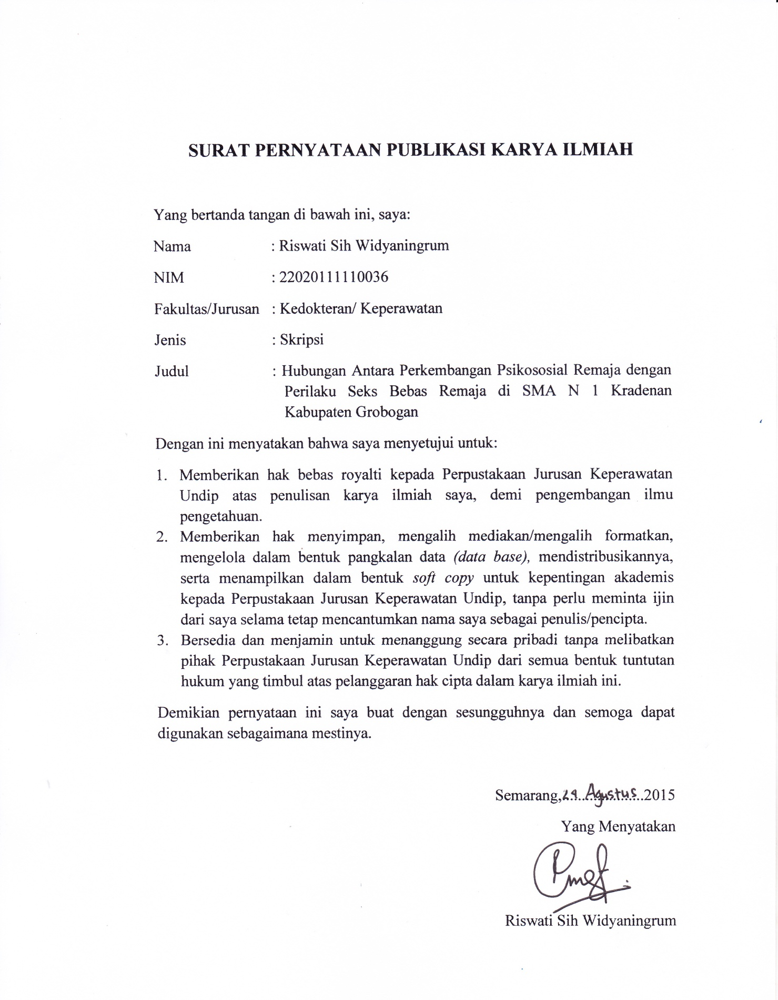 SURAT PERNYATAAN PUBLIKASI KARYA ILMIAH
Yang bertanda tangan di bawah ini, saya:
Nama : Riswati Sih Widyaningrum
NIM : 22020111110036
Fakultas/Jurusan : Kedokteran/ Keperawatan
Jenis : Skripsi
Judul : Hubungan Antara Perkembangan Psikososial Remaja dengan
Perilaku Seks Bebas Remaja di SMA N 1 Kradenan
Kabupaten Grobogan
Dengan ini menyatakan bahwa saya menyetujui untuk:
1. Memberikan hak bebas royalti kepada Perpustakaan Jurusan Keperawatan
Undip atas penulisan karya ilmiah saya, demi pengembangan ilmu
pengetahuan.
2. Memberikan hak menyimpan, mengalih mediakan/mengalih formatkan,
mengelola dalam bentuk pangkalan data (data base), mendistribusikannya,
serta menampilkan dalam bentuk soft copy untuk kepentingan akademis
kepada Perpustakaan Jurusan Keperawatan Undip, tanpa perlu meminta ijin
dari saya selama tetap mencantumkan nama saya sebagai penulis/pencipta.
3. Bersedia dan menjamin untuk menanggung secara pribadi tanpa melibatkan
pihak Perpustakaan Jurusan Keperawatan Undip dari semua bentuk tuntutan
hukum yang timbul atas pelanggaran hak cipta dalam karya ilmiah ini.
Demikian pernyataan ini saya buat dengan sesungguhnya dan semoga dapat
digunakan sebagaimana mestinya.
Semarang, Agustus 2015
Yang Menyatakan
Riswati Sih Widyaningrum